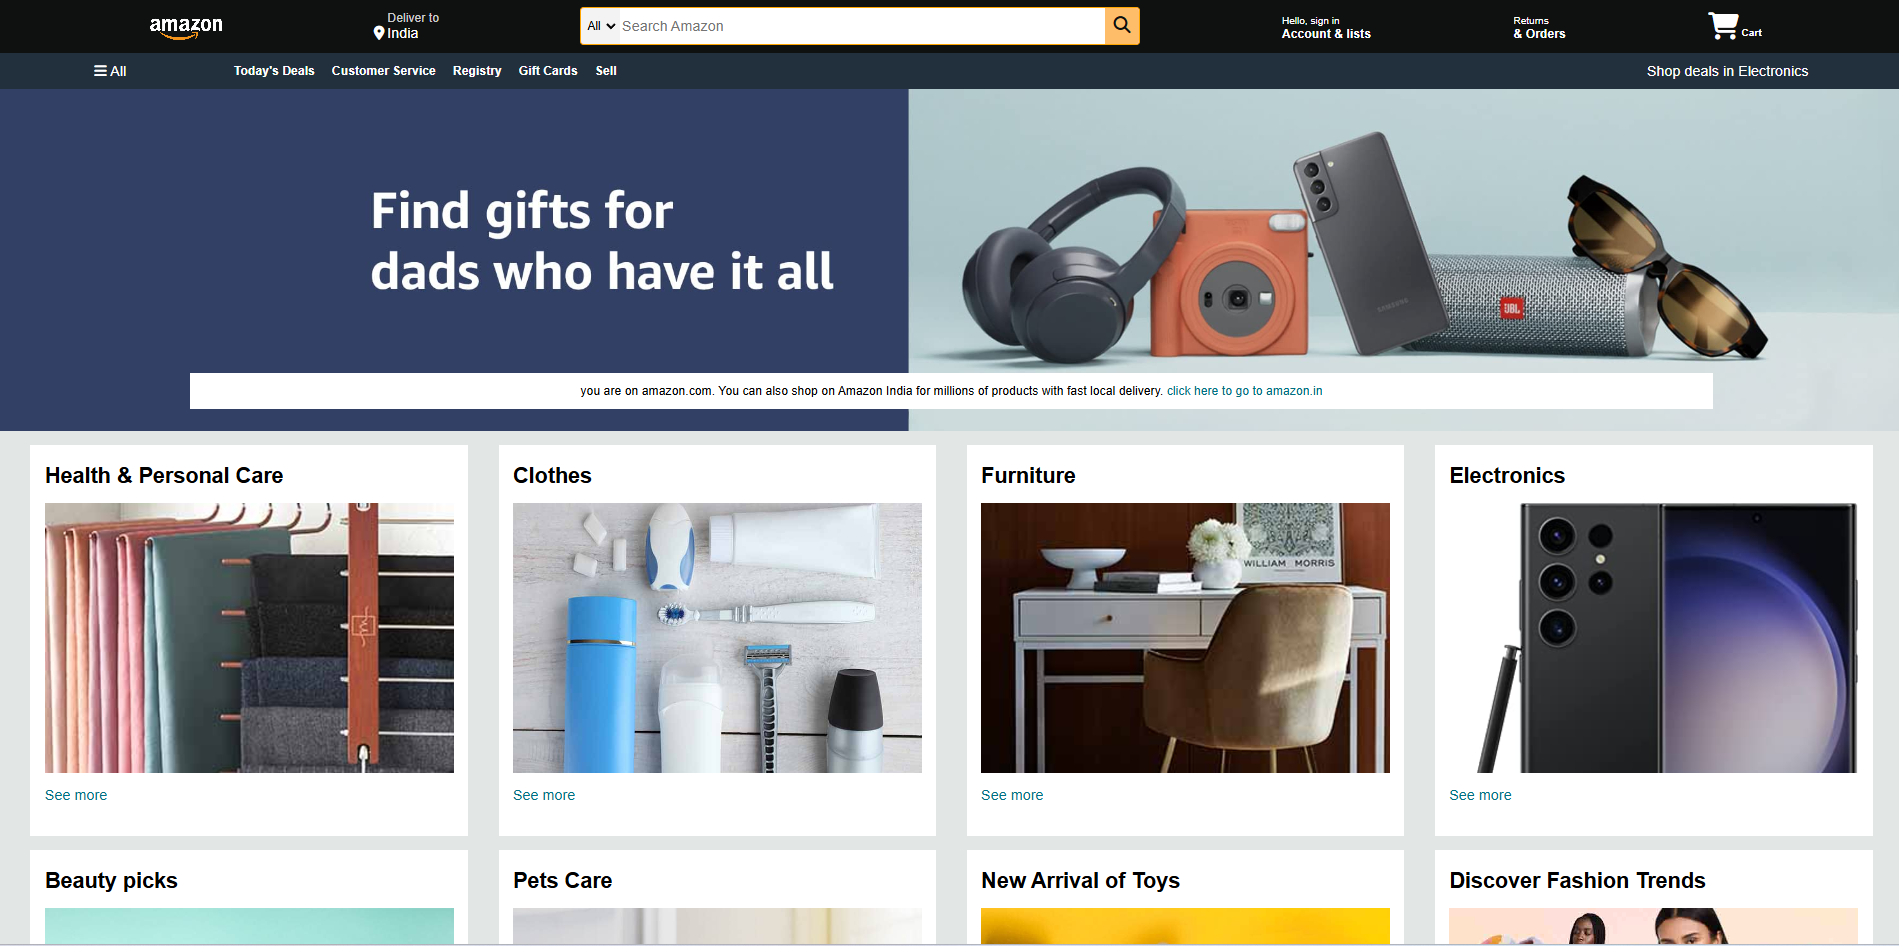 amazon
Deliver to
India
All
Search Amazon
Hello, sign in
Account & lists
Returns
& Orders
Cart
All
Today's Deals
Customer Service
Registry
Gift Cards
Sell
Shop deals in Electronics
Find gifts for
dads who have it all
SAMSUNG
JBL
you are on amazon.com. You can also shop on Amazon India for millions of products with fast local delivery. click here to go to amazon.in
Health & Personal Care
Clothes
Furniture
Electronics
WILLIAM MORRIS
See more
See more
See more
See more
Beauty picks
Pets Care
New Arrival of Toys
Discover Fashion Trends